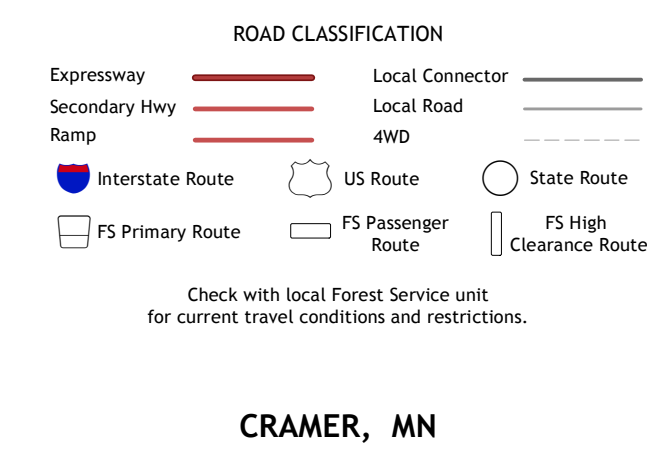 ROAD CLASSIFICATION
Expressway
Local Connector
Secondary Hwy
Local Road
Ramp
4WD
Interstate Route
US Route
State Route
FS Primary Route
FS Passenger
Route
FS High
Clearance Route
Check with local Forest Service unit
for current travel conditions and restrictions.
CRAMER, MN